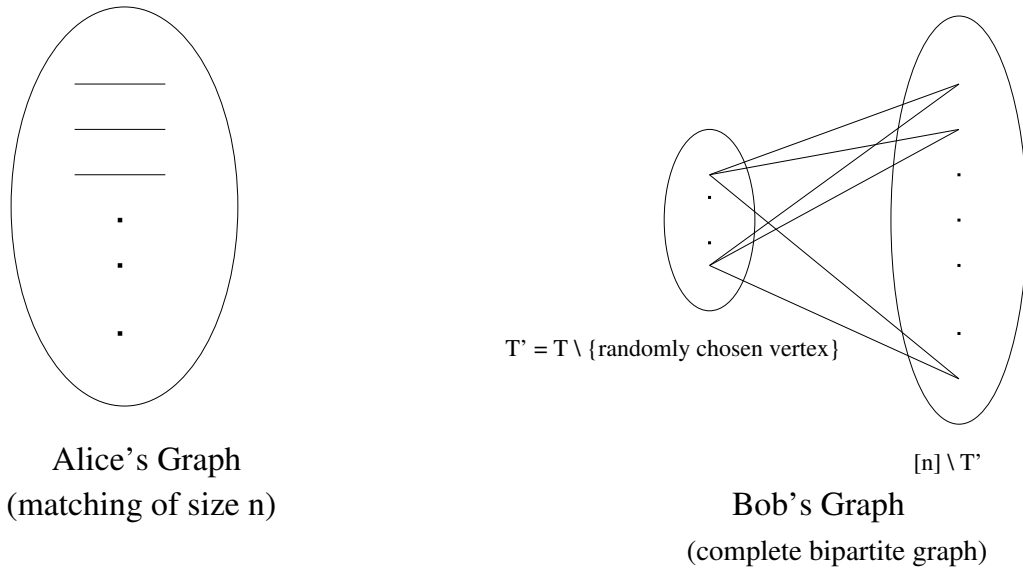 Alice's Graph
(matching of size n)
T' = T \ {randomly chosen vertex}
[n] \ T'
Bob's Graph
(complete bipartite graph)